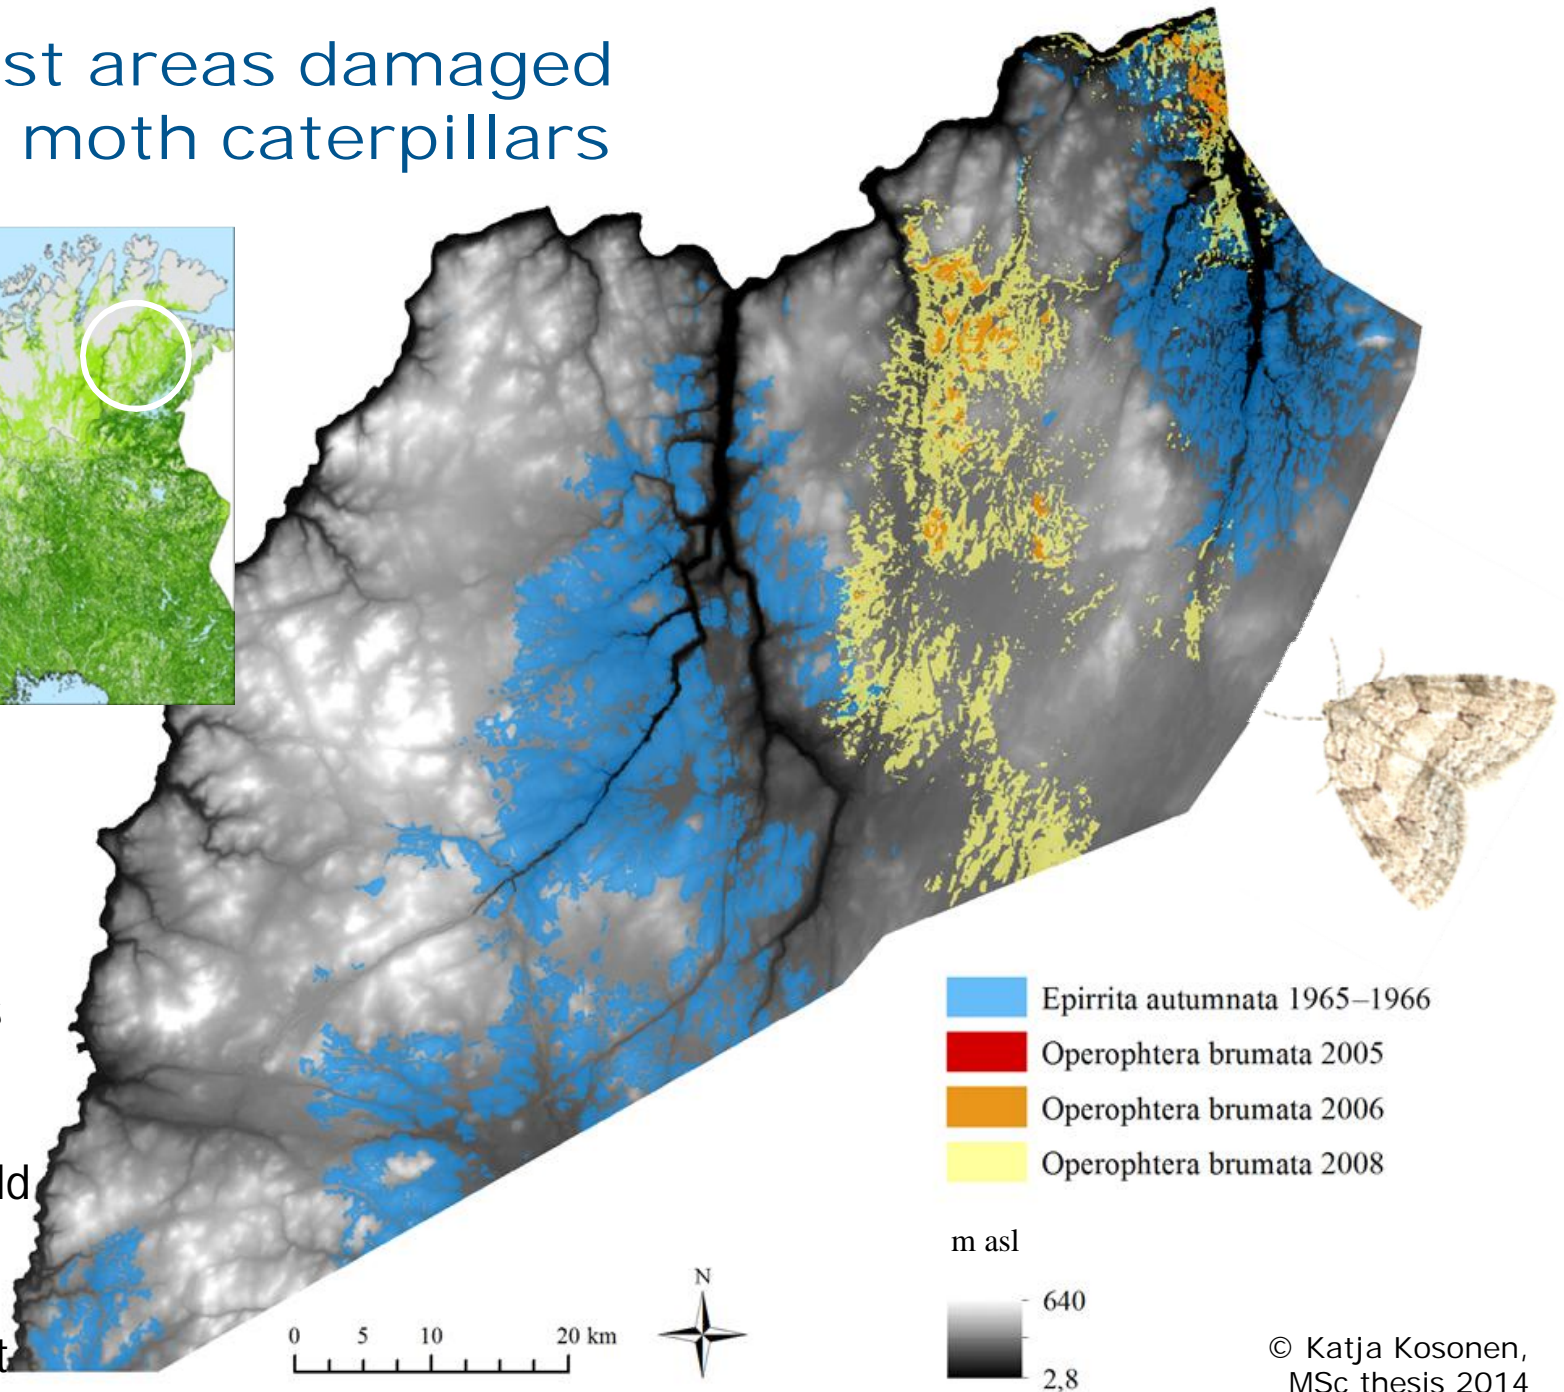 st areas damaged
moth caterpillars
ld
t
Epirrita autumnata 1965–1966
Operophtera brumata 2005
Operophtera brumata 2006
Operophtera brumata 2008
m asl
640
2,8
N
0 5 10 20 km
© Katja Kosonen,
MSc thesis 2014